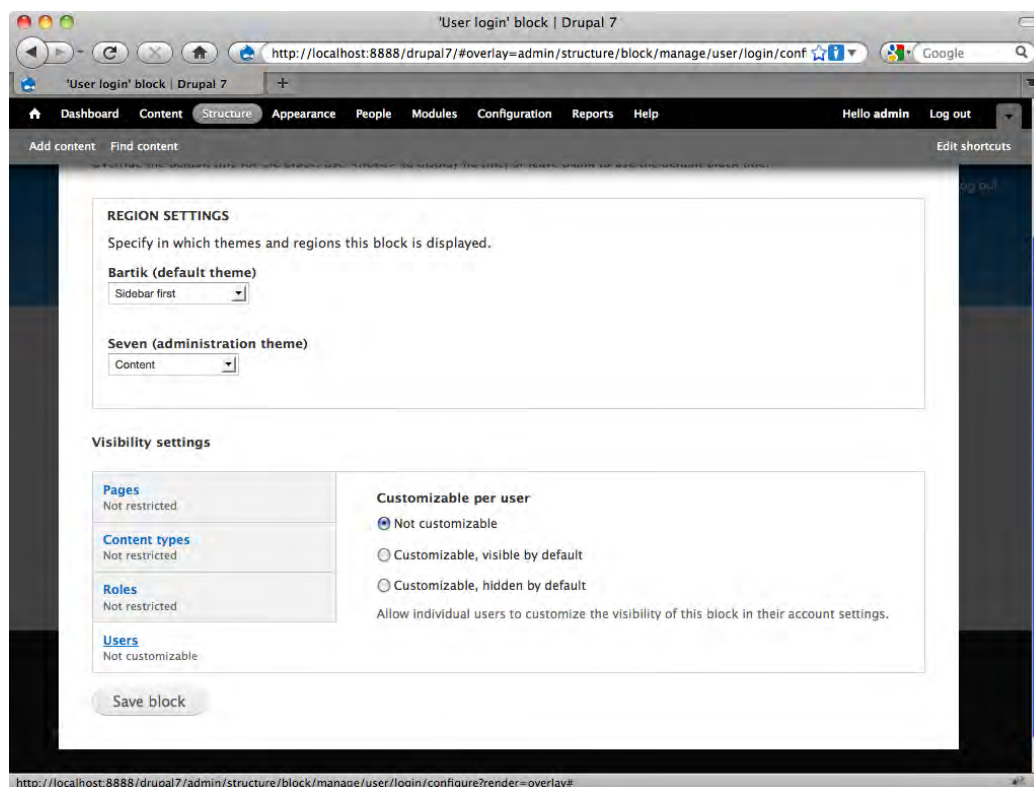 'User login' block | Drupal 7
http://localhost:8888/drupal7/#overlay=admin/structure/block/manage/user/login/conf
Google
'User login' block | Drupal 7
Dashboard Content Structure Appearance People Modules Configuration Reports Help Hello admin Log out
Add content Find content Edit shortcuts
og out
REGION SETTINGS
Specify in which themes and regions this block is displayed.
Bartik (default theme)
Sidebar first
Seven (administration theme)
Content
Visibility settings
Pages
Not restricted
Content types
Not restricted
Roles
Not restricted
Users
Not customizable
Customizable per user
Not customizable
Customizable, visible by default
Customizable, hidden by default
Allow individual users to customize the visibility of this block in their account settings.
Save block
http://localhost:8888/drupal7/admin/structure/block/manage/user/login/configure?render=overlay#